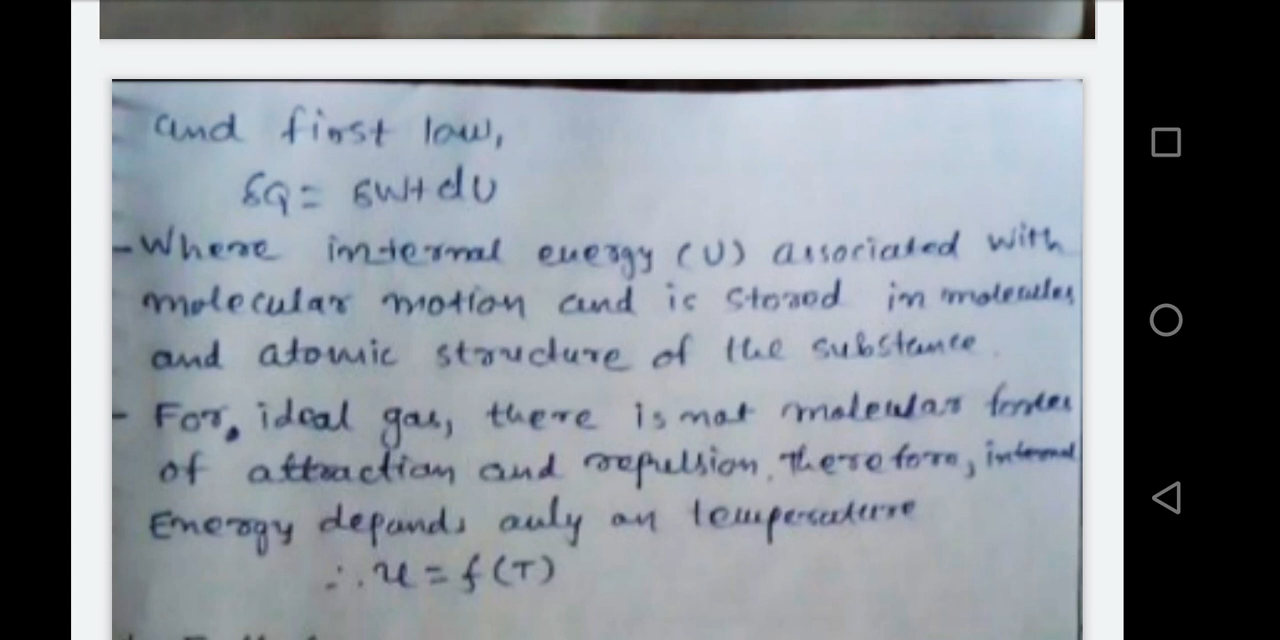 and first law,
δQ = δW + dU
- Where internal energy (U) associated with
molecular motion and is stored in molecules
and atomic structure of the substance.
- For, ideal gas, there is not molecular forces
of attraction and repulsion. Therefore, internal
Energy depands only on temperature
∴ u = f(T)